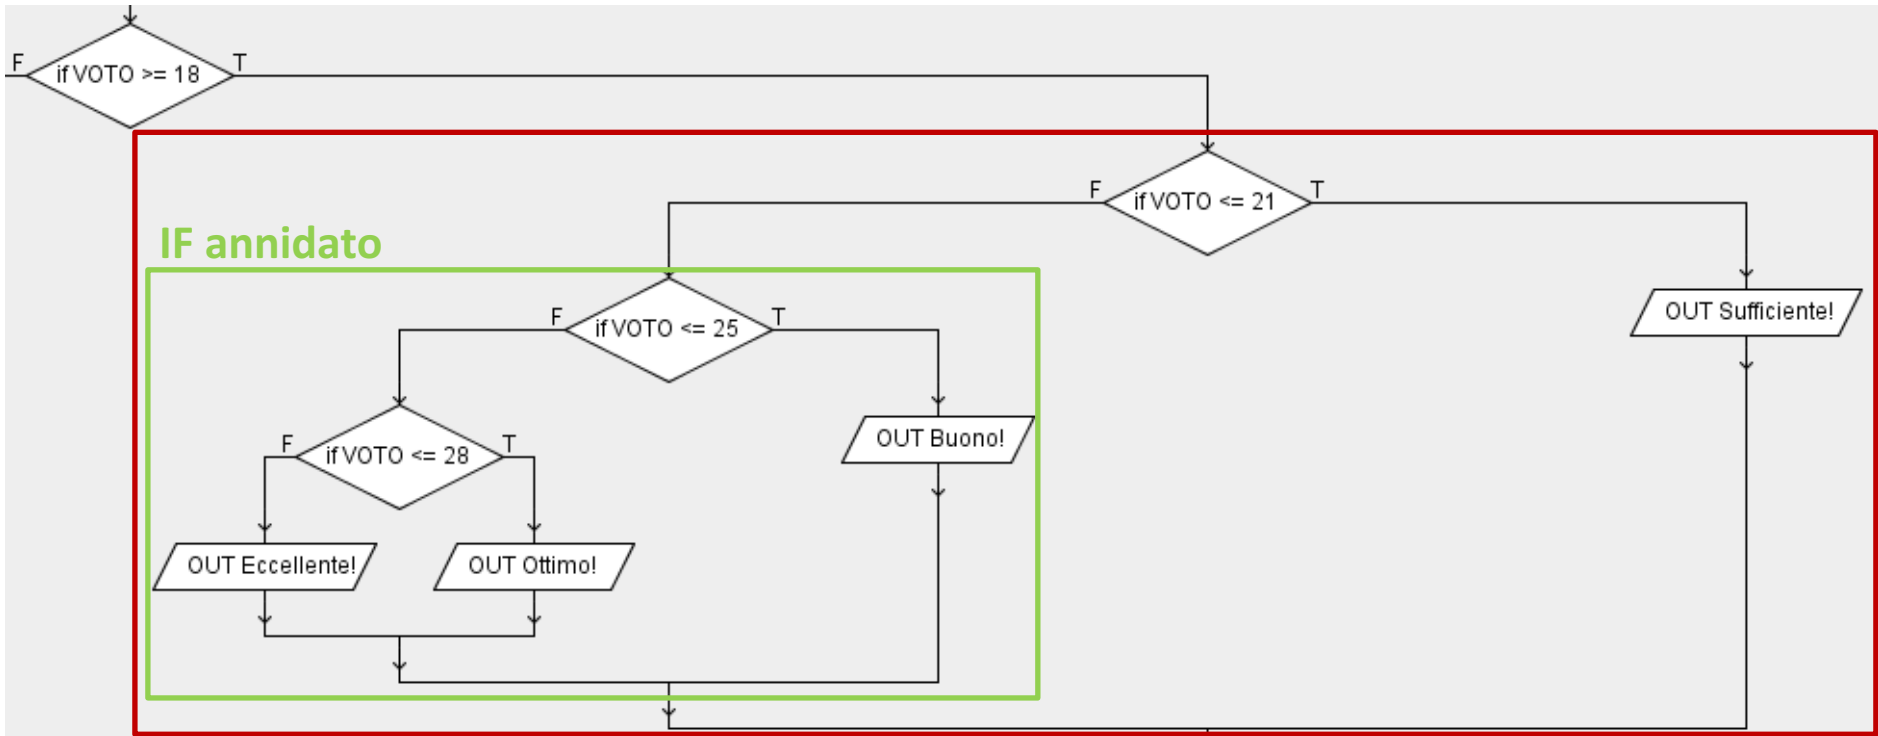 F
T
if VOTO >= 18
F
T
if VOTO <= 21
IF annidato
OUT Sufficiente!
F
T
if VOTO <= 25
OUT Buono!
F
T
if VOTO <= 28
OUT Eccellente!
OUT Ottimo!